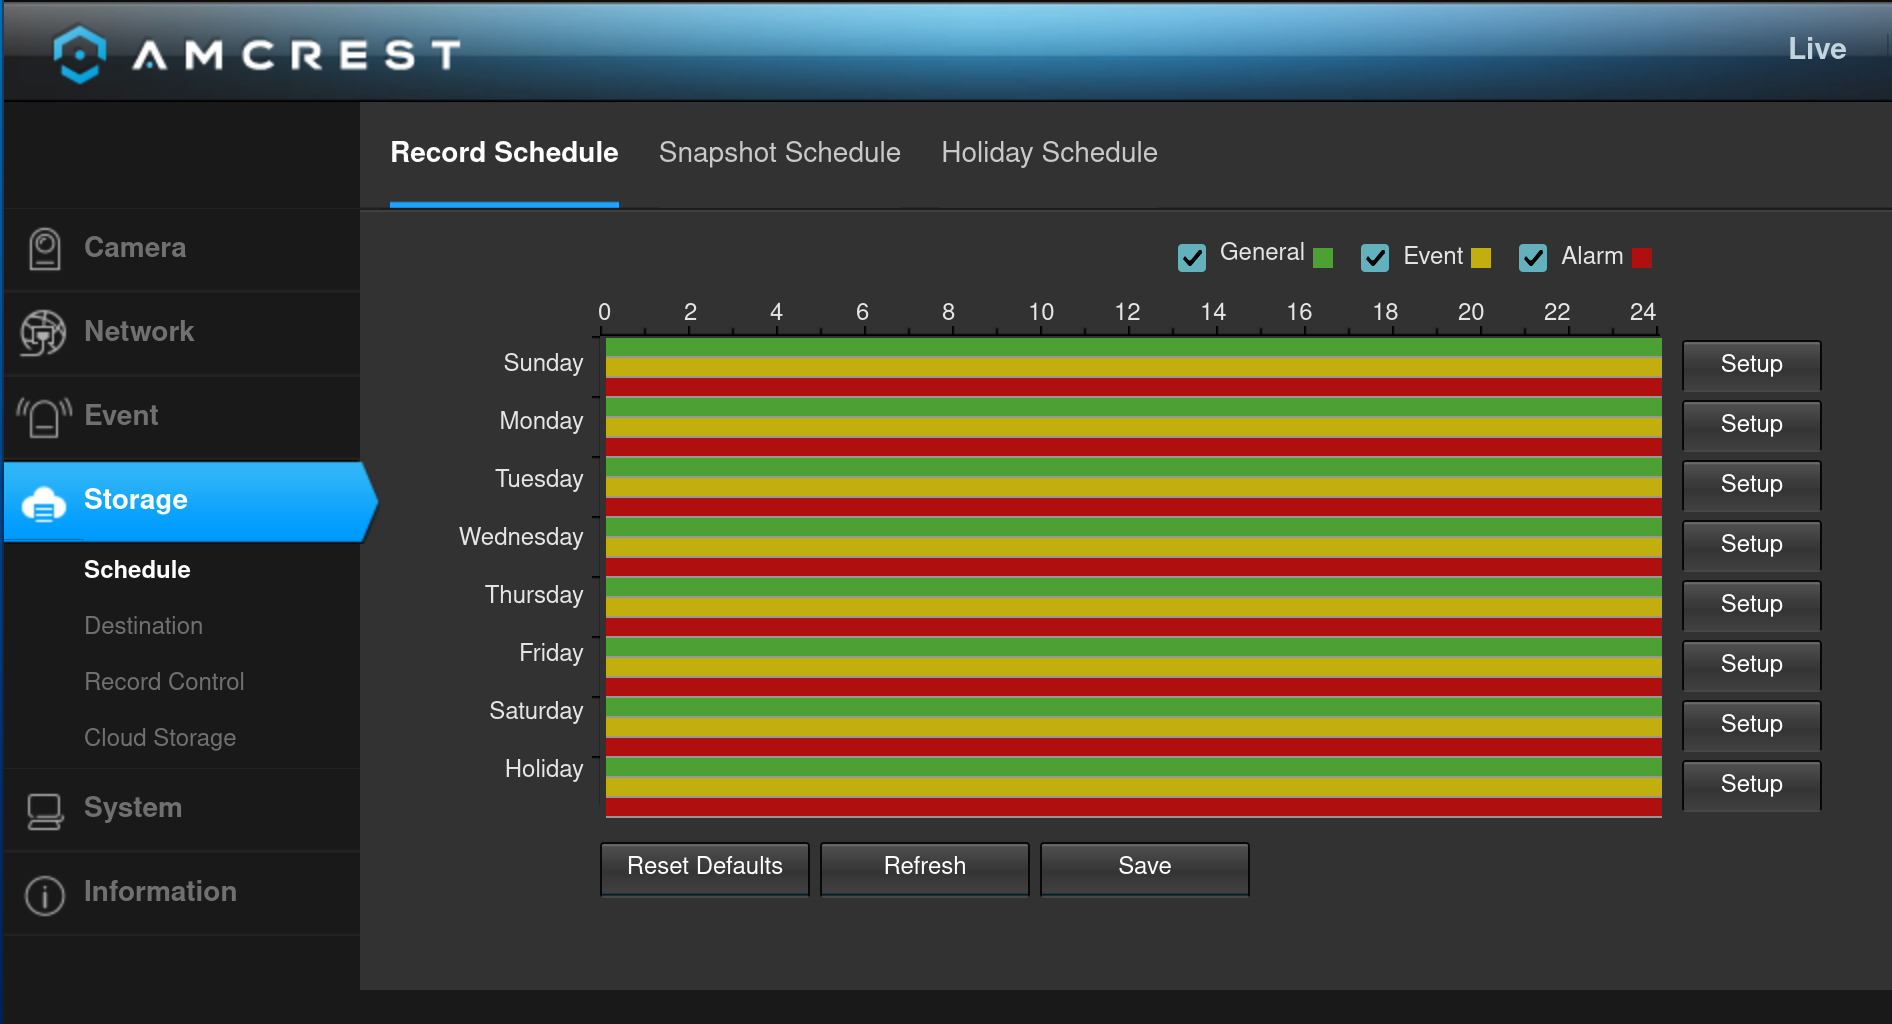 AMCREST
Live
Record Schedule Snapshot Schedule Holiday Schedule
Camera
Network
Event
Storage
Schedule
Destination
Record Control
Cloud Storage
System
Information
General Event Alarm
0 2 4 6 8 10 12 14 16 18 20 22 24
Sunday Setup
Monday Setup
Tuesday Setup
Wednesday Setup
Thursday Setup
Friday Setup
Saturday Setup
Holiday Setup
Reset Defaults Refresh Save